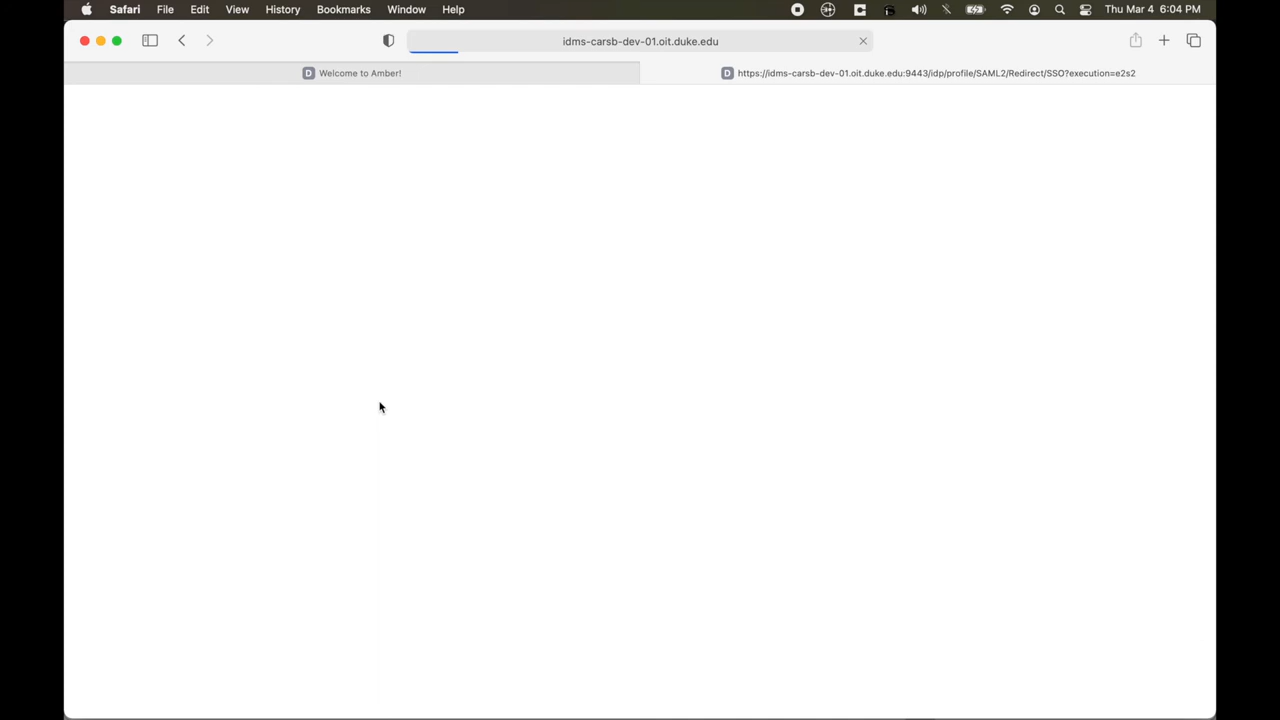 Safari File Edit View History Bookmarks Window Help Thu Mar 4 6:04 PM
idms-carsb-dev-01.oit.duke.edu
D Welcome to Amber! D https://idms-carsb-dev-01.oit.duke.edu:9443/idp/profile/SAML2/Redirect/SSO?execution=e2s2